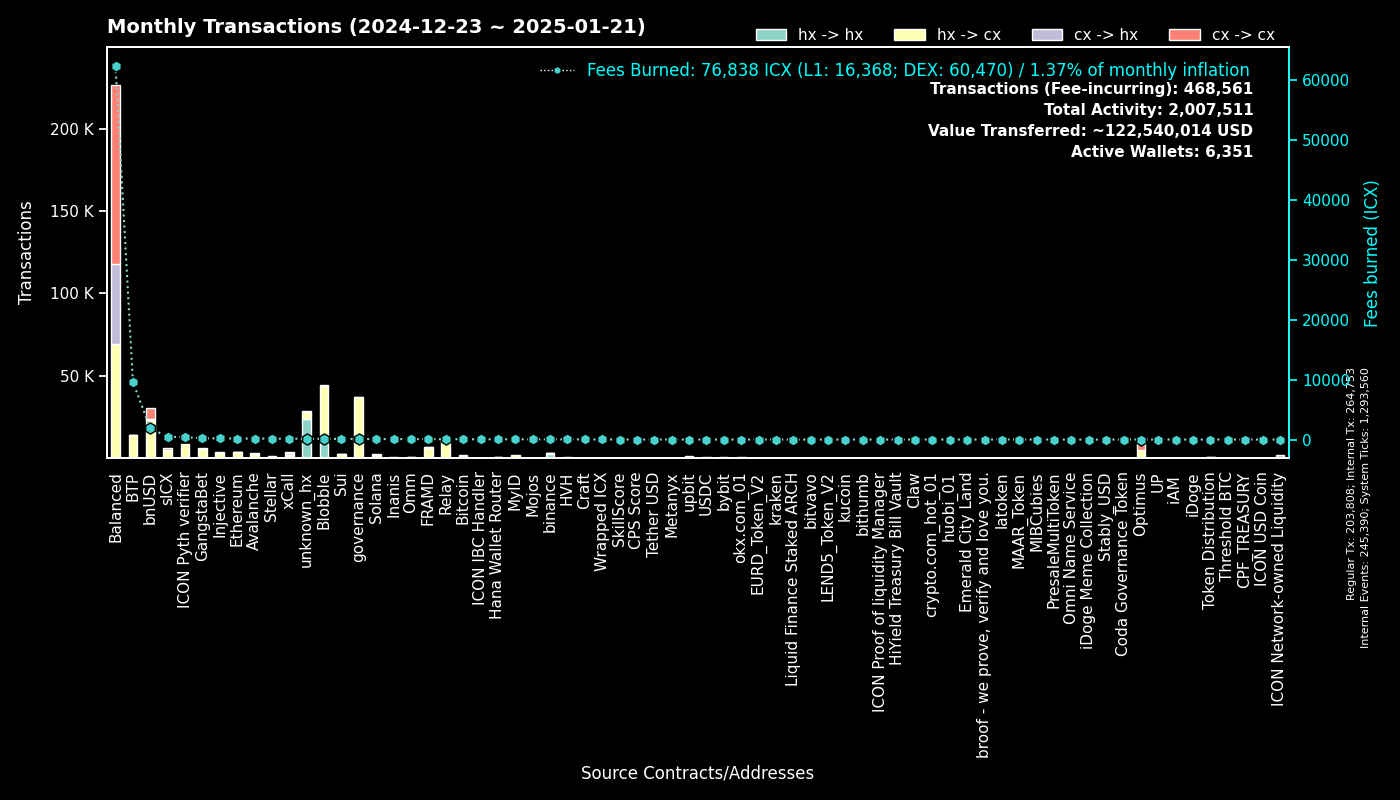 Monthly Transactions (2024-12-23 ~ 2025-01-21)
hx -> hx
hx -> cx
cx -> hx
cx -> cx
Fees Burned: 76,838 ICX (L1: 16,368; DEX: 60,470) / 1.37% of monthly inflation
Transactions (Fee-incurring): 468,561
Total Activity: 2,007,511
Value Transferred: ~122,540,014 USD
Active Wallets: 6,351
Transactions
200 K
150 K
100 K
50 K
60000
50000
40000
30000
20000
10000
0
Fees burned (ICX)
Regular Tx: 203,808; Internal Tx: 264,753
Internal Events: 245,390; System Ticks: 1,293,560
Balanced
BTP
bnUSD
sICX
ICON Pyth verifier
GangstaBet
Injective
Ethereum
Avalanche
Stellar
xCall
unknown_hx
Blobble
Sui
governance
Solana
Inanis
Omm
FRAMD
Relay
Bitcoin
ICON IBC Handler
Hana Wallet Router
MyID
Mojos
binance
HVH
Craft
Wrapped ICX
SkillScore
CPS Score
Tether USD
Metanyx
upbit
USDC
bybit
okx.com_01
EURD_Token_V2
kraken
Liquid Finance Staked ARCH
bitvavo
LEND5_Token_V2
kucoin
bithumb
ICON Proof of liquidity Manager
HiYield Treasury Bill Vault
Claw
crypto.com_hot_01
huobi_01
Emerald City Land
broof - we prove, verify and love you.
latoken
MAAR_Token
MIBCubies
PresaleMultiToken
Omni Name Service
iDoge Meme Collection
Stably_USD
Coda Governance Token
Optimus
UP
iAM
iDoge
Token Distribution
Threshold BTC
CPF_TREASURY
ICON USD Coin
ICON Network-owned Liquidity
Source Contracts/Addresses